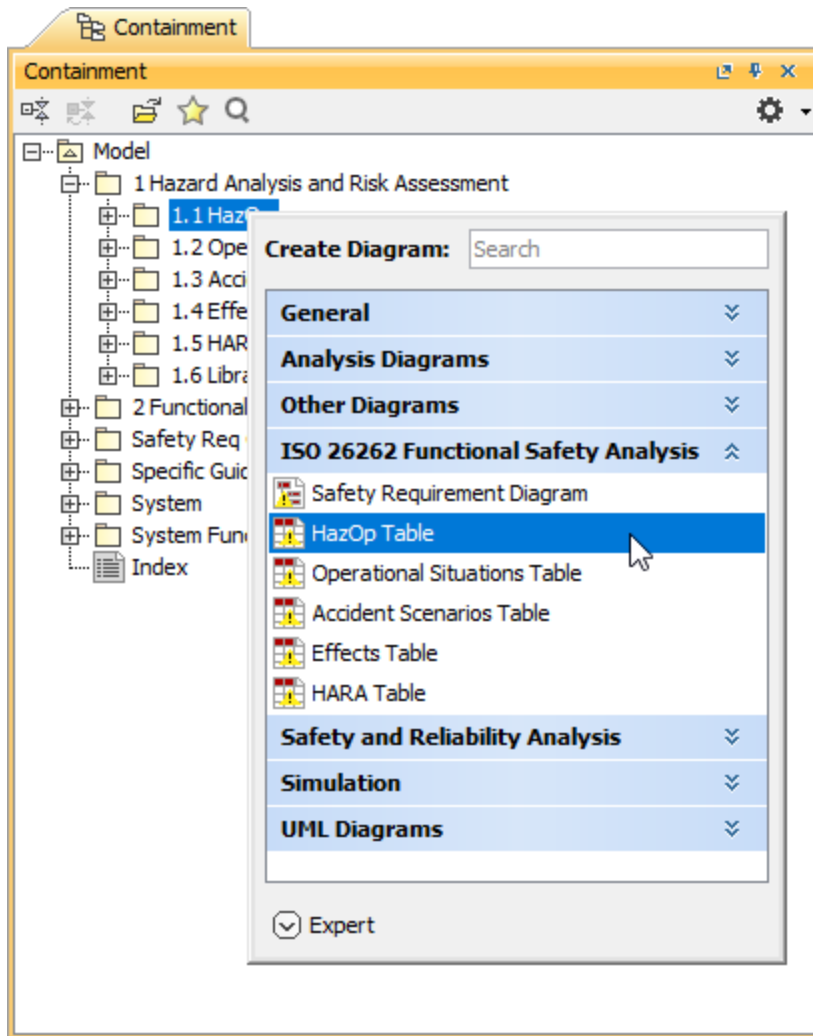 Containment
Containment
Model
1 Hazard Analysis and Risk Assessment
1.1 Haz
1.2 Ope
1.3 Acci
1.4 Effe
1.5 HAR
1.6 Libra
2 Functional
Safety Req
Specific Guid
System
System Fun
Index
Create Diagram:
Search
General
Analysis Diagrams
Other Diagrams
ISO 26262 Functional Safety Analysis
Safety Requirement Diagram
HazOp Table
Operational Situations Table
Accident Scenarios Table
Effects Table
HARA Table
Safety and Reliability Analysis
Simulation
UML Diagrams
Expert